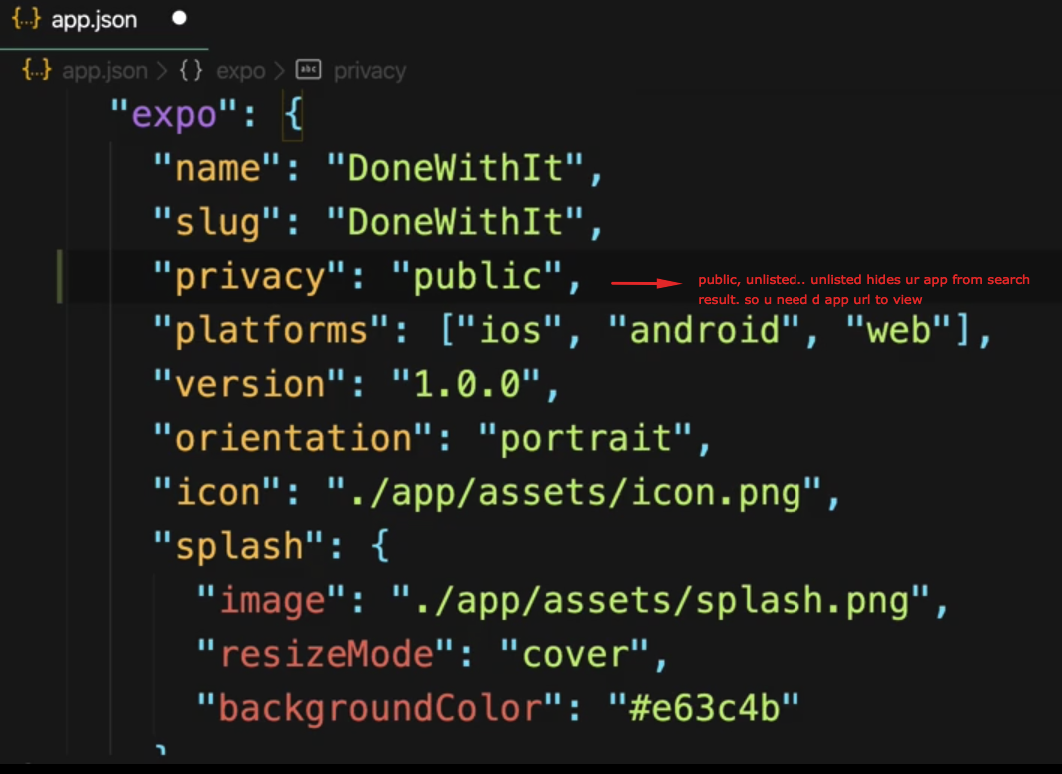 {..} app.json
{..} app.json > {} expo > abc privacy
"expo": {
"name": "DoneWithIt",
"slug": "DoneWithIt",
"privacy": "public",
public, unlisted.. unlisted hides ur app from search
result. so u need d app url to view
"platforms": ["ios", "android", "web"],
"version": "1.0.0",
"orientation": "portrait",
"icon": "./app/assets/icon.png",
"splash": {
"image": "./app/assets/splash.png",
"resizeMode": "cover",
"backgroundColor": "#e63c4b"
}